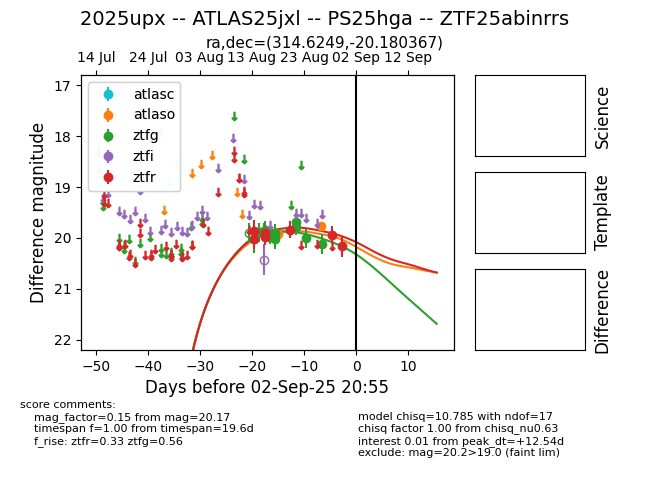 2025upx -- ATLAS25jxl -- PS25hga -- ZTF25abinrrs
ra,dec=(314.6249,-20.180367)
14 Jul 24 Jul 03 Aug 13 Aug 23 Aug 02 Sep 12 Sep
17
18
19
20
21
22
Difference magnitude
atlasc
atlaso
ztfg
ztfi
ztfr
−50 −40 −30 −20 −10 0 10
Days before 02-Sep-25 20:55
Science
Template
Difference
score comments:
mag_factor=0.15 from mag=20.17
timespan f=1.00 from timespan=19.6d
f_rise: ztfr=0.33 ztfg=0.56
model chisq=10.785 with ndof=17
chisq factor 1.00 from chisq_nu0.63
interest 0.01 from peak_dt=+12.54d
exclude: mag=20.2>19.0 (faint lim)